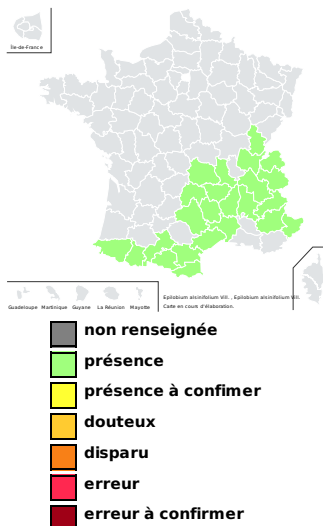 Île-de-France
Guadeloupe Martinique Guyane La Réunion Mayotte
Epilobium alsinifolium Vill. , Epilobium alsinifolium Vill.
Carte en cours d'élaboration.
non renseignée
présence
présence à confimer
douteux
disparu
erreur
erreur à confirmer